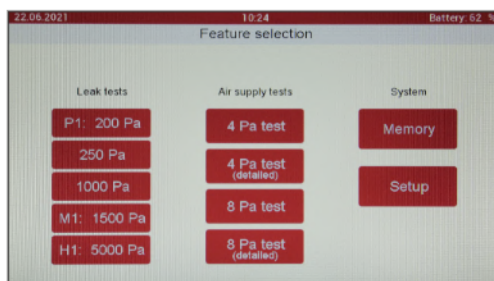 22.06.2021 10:24 Battery: 62 %
Feature selection
Leak tests
P1: 200 Pa
250 Pa
1000 Pa
M1: 1500 Pa
H1: 5000 Pa
Air supply tests
4 Pa test
4 Pa test
(detailed)
8 Pa test
8 Pa test
(detailed)
System
Memory
Setup